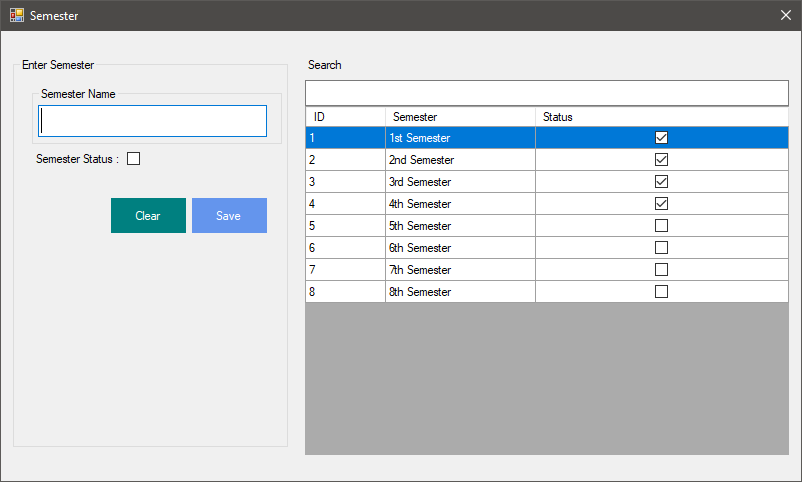 Semester
Enter Semester
Semester Name
Semester Status :
Clear Save
Search
ID Semester Status
1 1st Semester
2 2nd Semester
3 3rd Semester
4 4th Semester
5 5th Semester
6 6th Semester
7 7th Semester
8 8th Semester